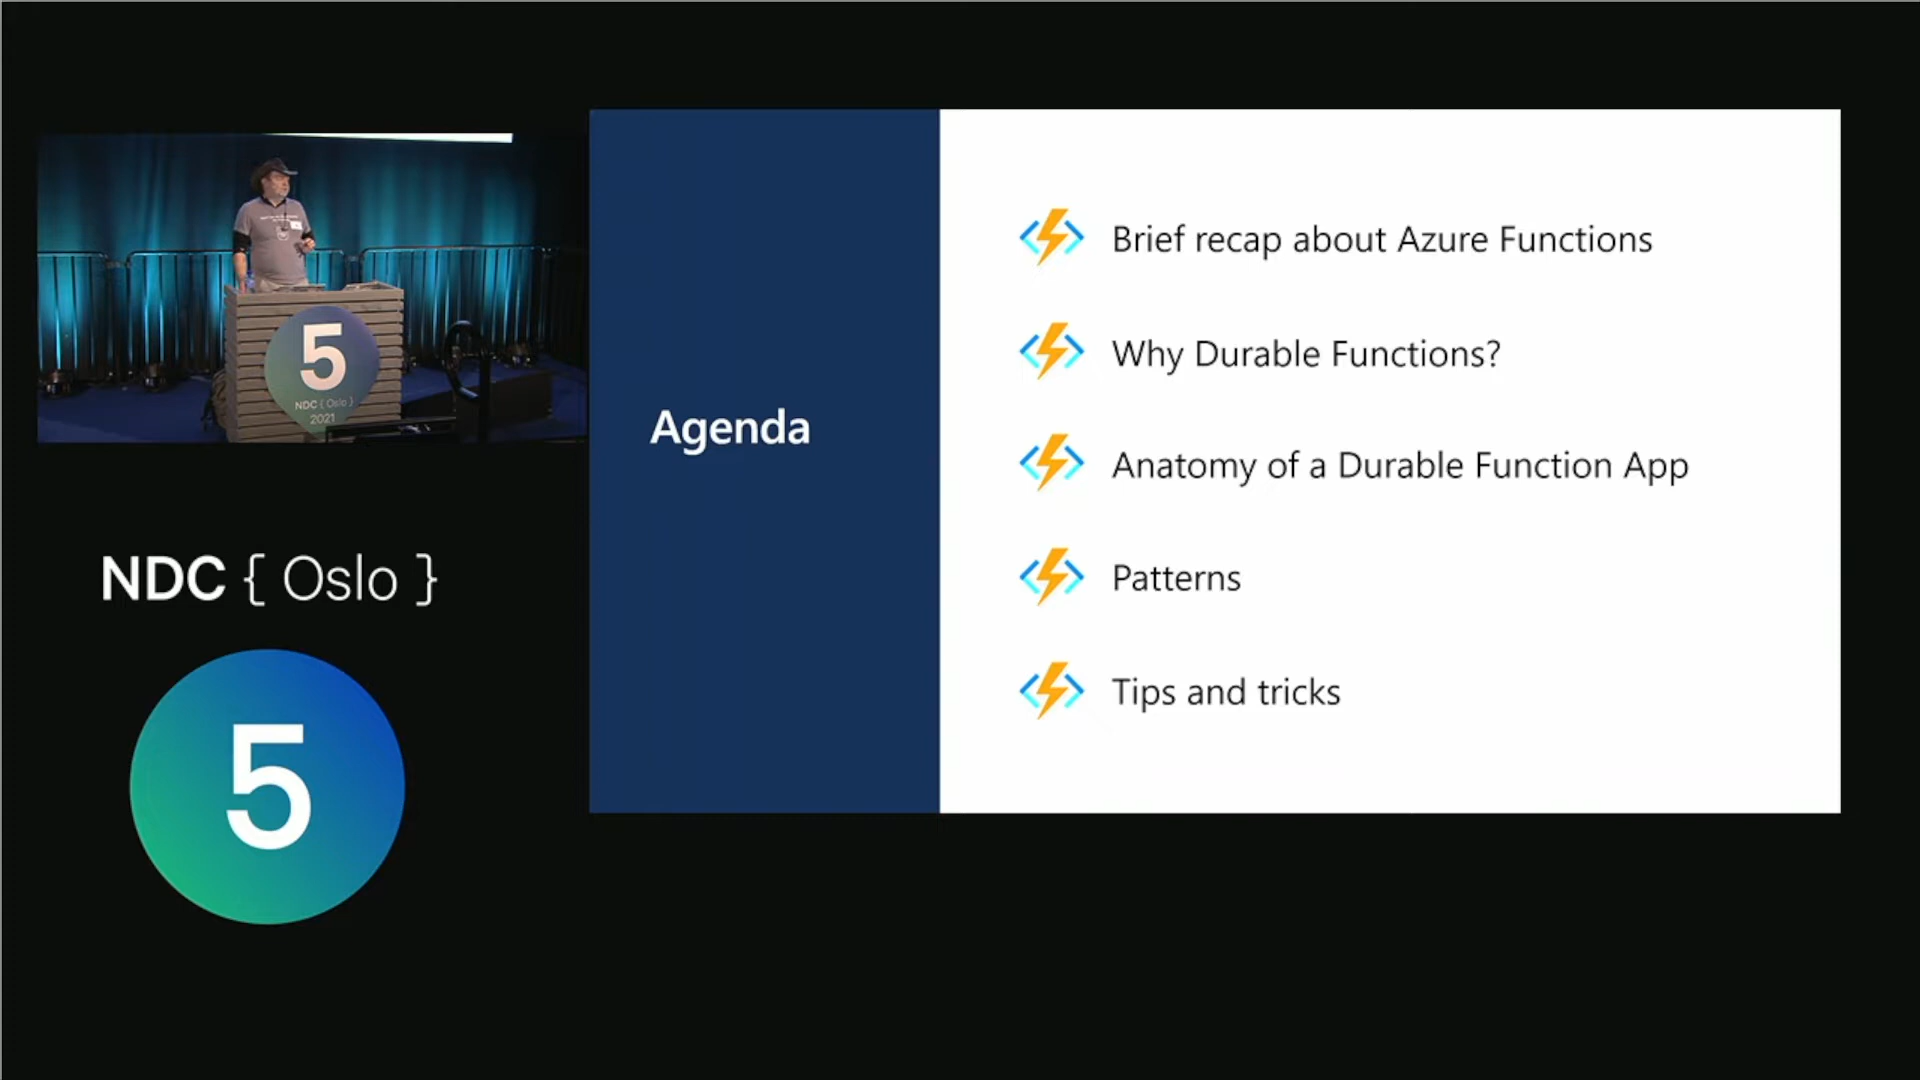 5
NDC { Oslo }
2021
NDC { Oslo }
5
Agenda
Brief recap about Azure Functions
Why Durable Functions?
Anatomy of a Durable Function App
Patterns
Tips and tricks